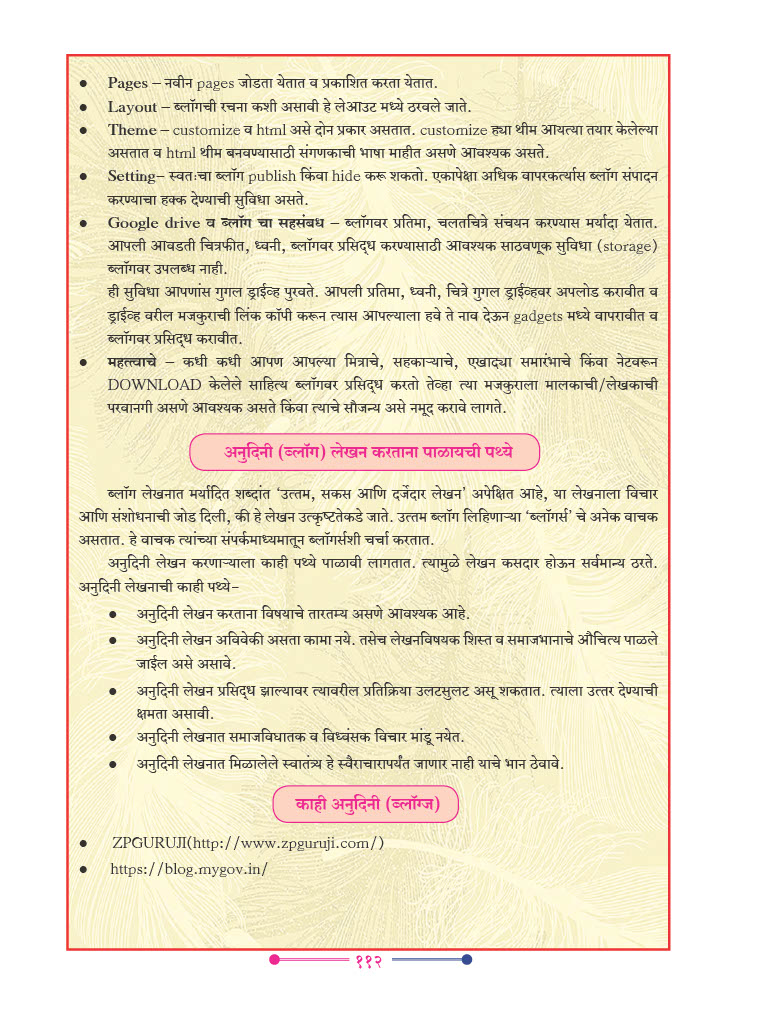 ● Pages – नवीन pages जोडता येतात व प्रकाशित करता येतात.
● Layout – ब्लॉगची रचना कशी असावी हे लेआउट मध्ये ठरवले जाते.
● Theme – customize व html असे दोन प्रकार असतात. customize ह्या थीम आयत्या तयार केलेल्या
असतात व html थीम बनवण्यासाठी संगणकाची भाषा माहीत असणे आवश्यक असते.
● Setting– स्वतःचा ब्लॉग publish किंवा hide करू शकतो. एकापेक्षा अधिक वापरकर्त्यास ब्लॉग संपादन
करण्याचा हक्क देण्याची सुविधा असते.
● Google drive व ब्लॉग चा सहसंबध – ब्लॉगवर प्रतिमा, चलतचित्रे संचयन करण्यास मर्यादा येतात.
आपली आवडती चित्रफीत, ध्वनी, ब्लॉगवर प्रसिद्ध करण्यासाठी आवश्यक साठवणूक सुविधा (storage)
ब्लॉगवर उपलब्ध नाही.
ही सुविधा आपणांस गुगल ड्राईव्ह पुरवते. आपली प्रतिमा, ध्वनी, चित्रे गुगल ड्राईव्हवर अपलोड करावीत व
ड्राईव्ह वरील मजकुराची लिंक कॉपी करून त्यास आपल्याला हवे ते नाव देऊन gadgets मध्ये वापरावीत व
ब्लॉगवर प्रसिद्ध करावीत.
● महत्त्वाचे – कधी कधी आपण आपल्या मित्राचे, सहकाऱ्याचे, एखाद्या समारंभाचे किंवा नेटवरून
DOWNLOAD केलेले साहित्य ब्लॉगवर प्रसिद्ध करतो तेव्हा त्या मजकुराला मालकाची/लेखकाची
परवानगी असणे आवश्यक असते किंवा त्याचे सौजन्य असे नमूद करावे लागते.
अनुदिनी (ब्लॉग) लेखन करताना पाळायची पथ्ये
ब्लॉग लेखनात मर्यादित शब्दांत ‘उत्तम, सकस आणि दर्जेदार लेखन’ अपेक्षित आहे, या लेखनाला विचार
आणि संशोधनाची जोड दिली, की हे लेखन उत्कृष्टतेकडे जाते. उत्तम ब्लॉग लिहिणाऱ्या ‘ब्लॉगर्स’ चे अनेक वाचक
असतात. हे वाचक त्यांच्या संपर्कमाध्यमातून ब्लॉगर्सशी चर्चा करतात.
अनुदिनी लेखन करणाऱ्याला काही पथ्ये पाळावी लागतात. त्यामुळे लेखन कसदार होऊन सर्वमान्य ठरते.
अनुदिनी लेखनाची काही पथ्ये–
● अनुदिनी लेखन करताना विषयाचे तारतम्य असणे आवश्यक आहे.
● अनुदिनी लेखन अविवेकी असता कामा नये. तसेच लेखनविषयक शिस्त व समाजभानाचे औचित्य पाळले
जाईल असे असावे.
● अनुदिनी लेखन प्रसिद्ध झाल्यावर त्यावरील प्रतिक्रिया उलटसुलट असू शकतात. त्याला उत्तर देण्याची
क्षमता असावी.
● अनुदिनी लेखनात समाजविघातक व विध्वंसक विचार मांडू नयेत.
● अनुदिनी लेखनात मिळालेले स्वातंत्र्य हे स्वैराचारापर्यंत जाणार नाही याचे भान ठेवावे.
काही अनुदिनी (ब्लॉग्ज)
● ZPGURUJI(http://www.zpguruji.com/)
● https://blog.mygov.in/
११२